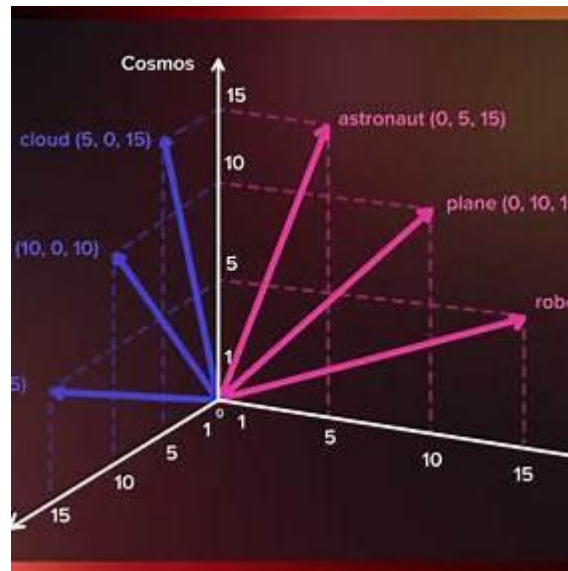 Cosmos
15
astronaut (0, 5, 15)
cloud (5, 0, 15)
10
plane (0, 10, 1
(10, 0, 10)
5
robo
1
5)
0
1
1
5
5
10
10
15
15